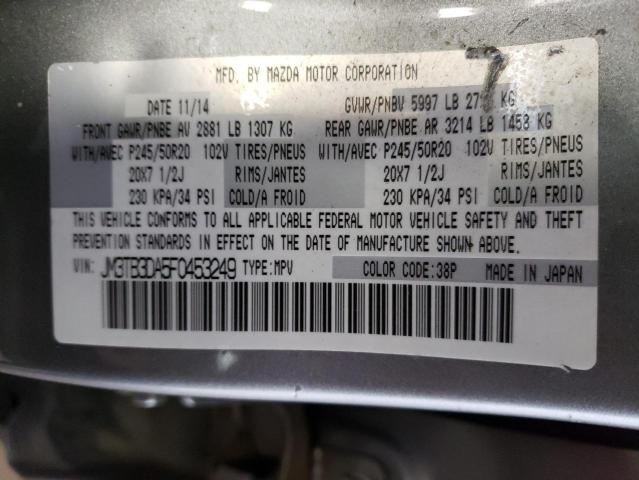 MFD. BY MAZDA MOTOR CORPORATION
DATE 11/14 GVWR/PNBV 5997 LB KG
FRONT GAWR/PNBE AV 2881 LB 1307 KG REAR GAWR/PNBE AR 3214 LB 1458 KG
WITH/AVEC P245/50R20 102V TIRES/PNEUS WITH/AVEC P245/50R20 102V TIRES/PNEUS
20X7 1/2J RIMS/JANTES 20X7 1/2J RIMS/JANTES
230 KPA/34 PSI COLD/A FROID 230 KPA/34 PSI COLD/A FROID
THIS VEHICLE CONFORMS TO ALL APPLICABLE FEDERAL MOTOR VEHICLE SAFETY AND THEFT
PREVENTION STANDARDS IN EFFECT ON THE DATE OF MANUFACTURE SHOWN ABOVE.
VIN: JM3TB3DA5F0453249 TYPE:MPV COLOR CODE:38P MADE IN JAPAN